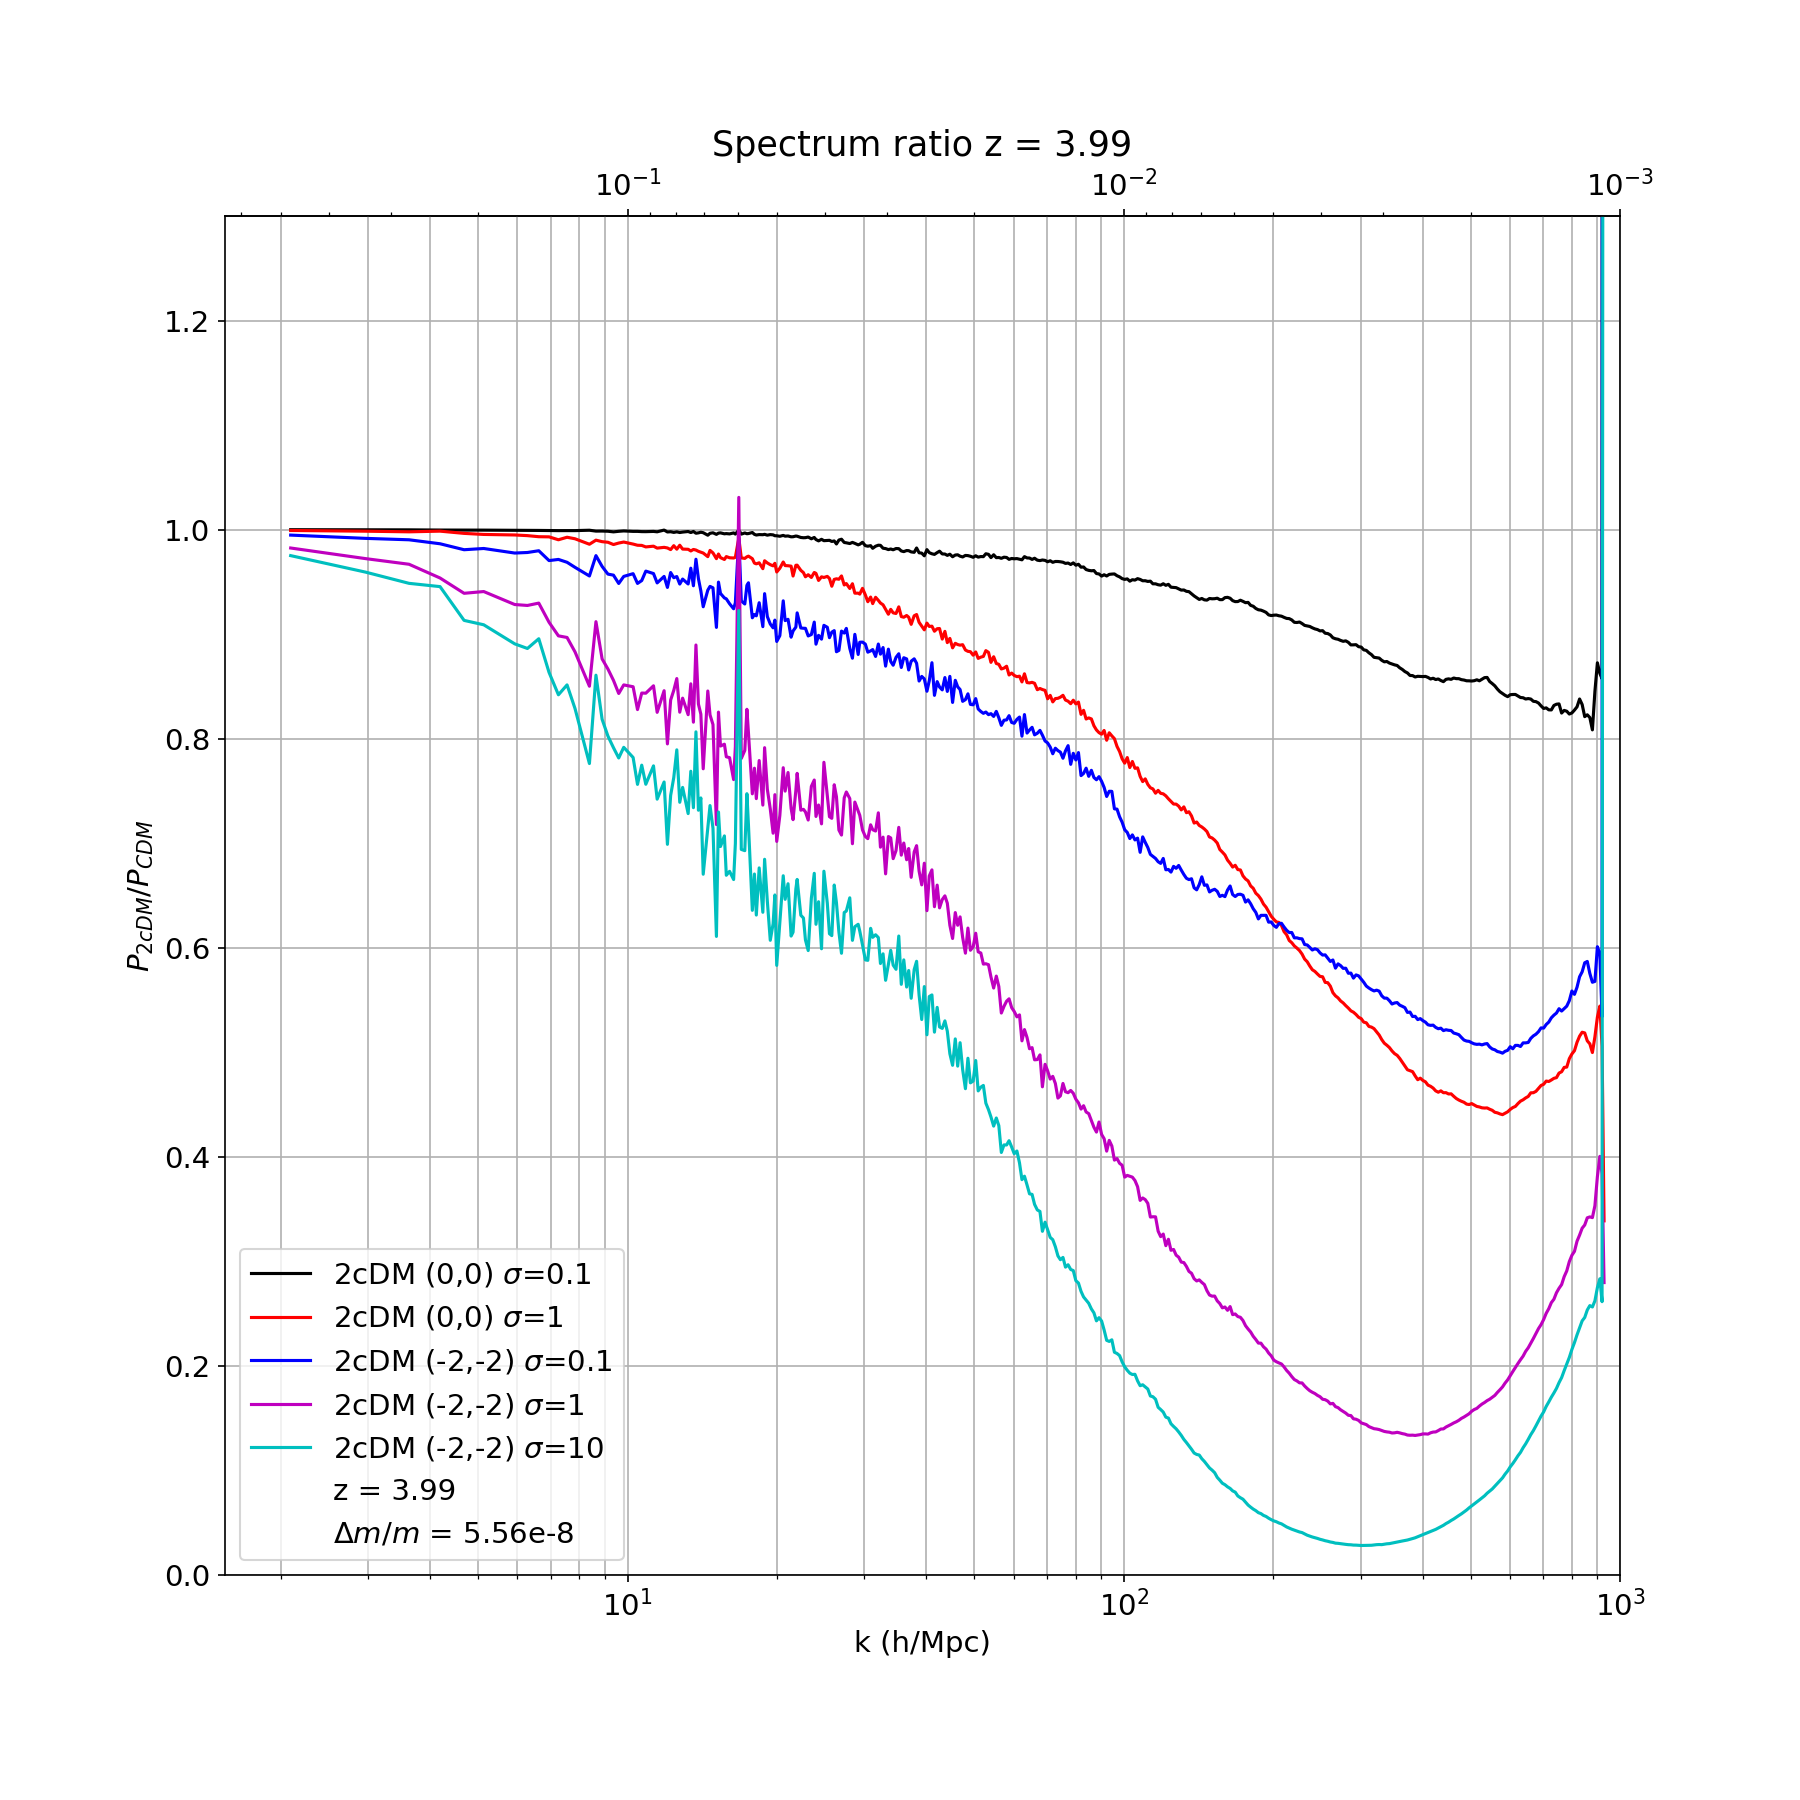 Spectrum ratio z = 3.99
10⁻¹ 10⁻² 10⁻³
1.2
1.0
0.8
0.6
0.4
0.2
0.0
P₂cDM/PCDM
2cDM (0,0) σ=0.1
2cDM (0,0) σ=1
2cDM (-2,-2) σ=0.1
2cDM (-2,-2) σ=1
2cDM (-2,-2) σ=10
z = 3.99
Δm/m = 5.56e-8
10¹ 10² 10³
k (h/Mpc)